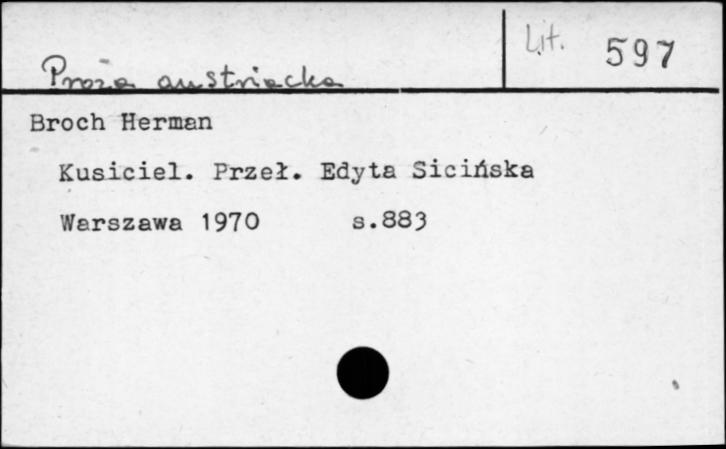 Proza austriacka
Lit. 597
Broch Herman
Kusiciel. Przeł. Edyta Sicińska
Warszawa 1970 s.883